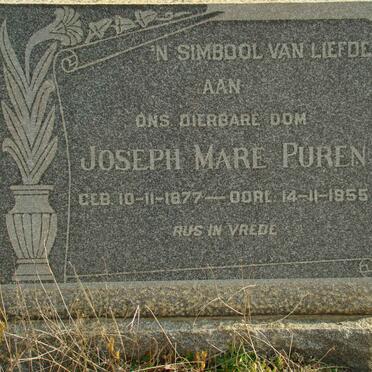 'N SIMBOOL VAN LIEFDE
AAN
ONS DIERBARE DOM
JOSEPH MARE PUREN
GEB. 10-11-1877 — OORL. 14-11-1955
RUS IN VREDE